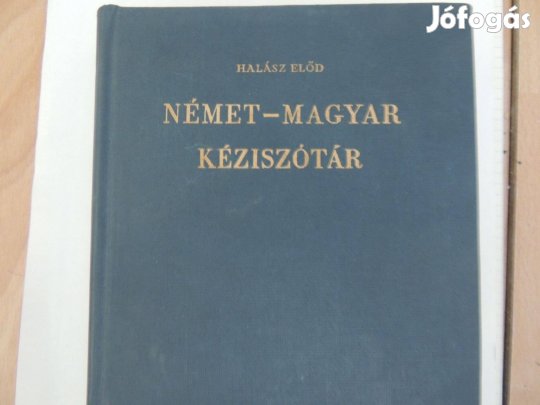 Jófogás
HALÁSZ ELŐD
NÉMET–MAGYAR
KÉZISZÓTÁR